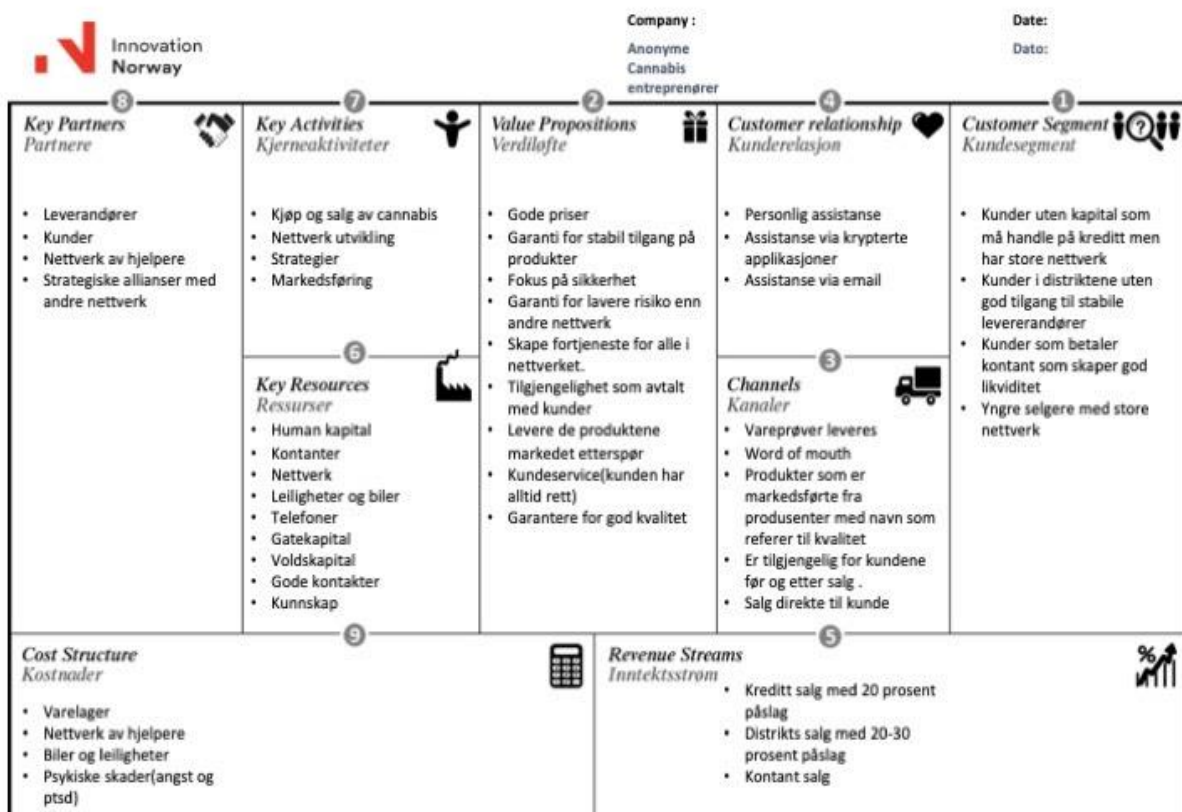 Innovation
Norway
Company :
Anonyme
Cannabis
entreprenører
Date:
Dato:
8
Key Partners
Partnere
• Leverandører
• Kunder
• Nettverk av hjelpere
• Strategiske allianser med
andre nettverk
7
Key Activities
Kjerneaktiviteter
• Kjøp og salg av cannabis
• Nettverk utvikling
• Strategier
• Markedsføring
6
Key Resources
Ressurser
• Human kapital
• Kontanter
• Nettverk
• Leiligheter og biler
• Telefoner
• Gatekapital
• Voldskapital
• Gode kontakter
• Kunnskap
2
Value Propositions
Verdiløfte
• Gode priser
• Garanti for stabil tilgang på
produkter
• Fokus på sikkerhet
• Garanti for lavere risiko enn
andre nettverk
• Skape fortjeneste for alle i
nettverket.
• Tilgjengelighet som avtalt
med kunder
• Levere de produktene
markedet etterspør
• Kundeservice(kunden har
alltid rett)
• Garantere for god kvalitet
4
Customer relationship
Kunderelasjon
• Personlig assistanse
• Assistanse via krypterte
applikasjoner
• Assistanse via email
3
Channels
Kanaler
• Vareprøver leveres
• Word of mouth
• Produkter som er
markedsførte fra
produsenter med navn som
referer til kvalitet
• Er tilgjengelig for kundene
før og etter salg .
• Salg direkte til kunde
1
Customer Segment
Kundesegment
?
• Kunder uten kapital som
må handle på kreditt men
har store nettverk
• Kunder i distriktene uten
god tilgang til stabile
levererandører
• Kunder som betaler
kontant som skaper god
likviditet
• Yngre selgere med store
nettverk
9
Cost Structure
Kostnader
• Varelager
• Nettverk av hjelpere
• Biler og leiligheter
• Psykiske skader(angst og
ptsd)
5
Revenue Streams
Inntektsstrøm
%
• Kreditt salg med 20 prosent
påslag
• Distrikts salg med 20-30
prosent påslag
• Kontant salg